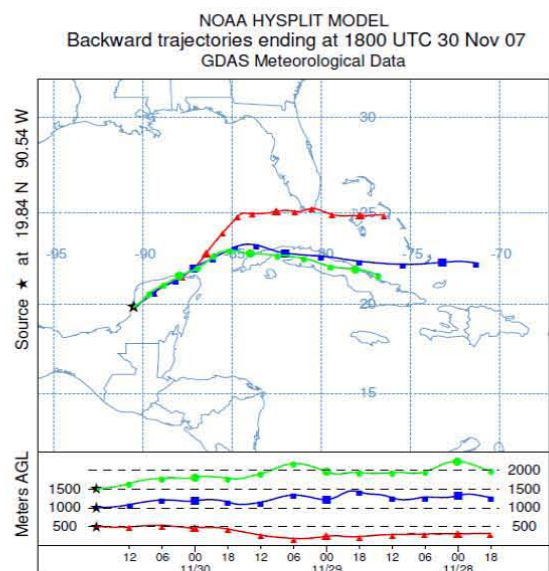 NOAA HYSPLIT MODEL
Backward trajectories ending at 1800 UTC 30 Nov 07
GDAS Meteorological Data
Source ★ at 19.84 N 90.54 W
30
25
-95 -90 -85 -80 -75 -70
20
15
Meters AGL
2000
1500 1500
1000 1000
500 500
12 06 00 18 12 06 00 18 12 06 00 18
11/30 11/29 11/28